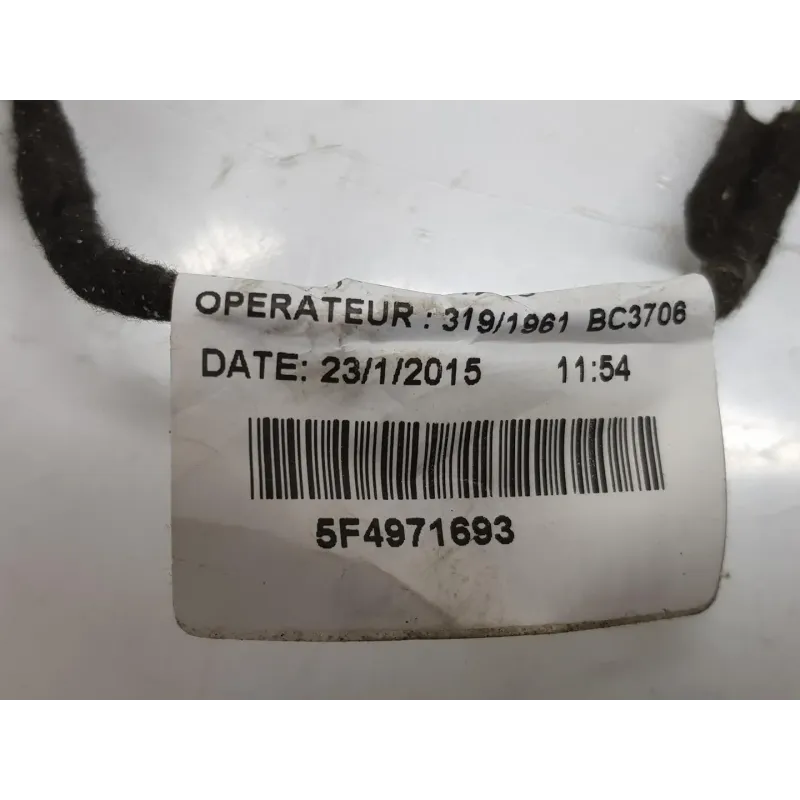 OPERATEUR : 319/1961 BC3706
DATE: 23/1/2015 11:54
5F4971693